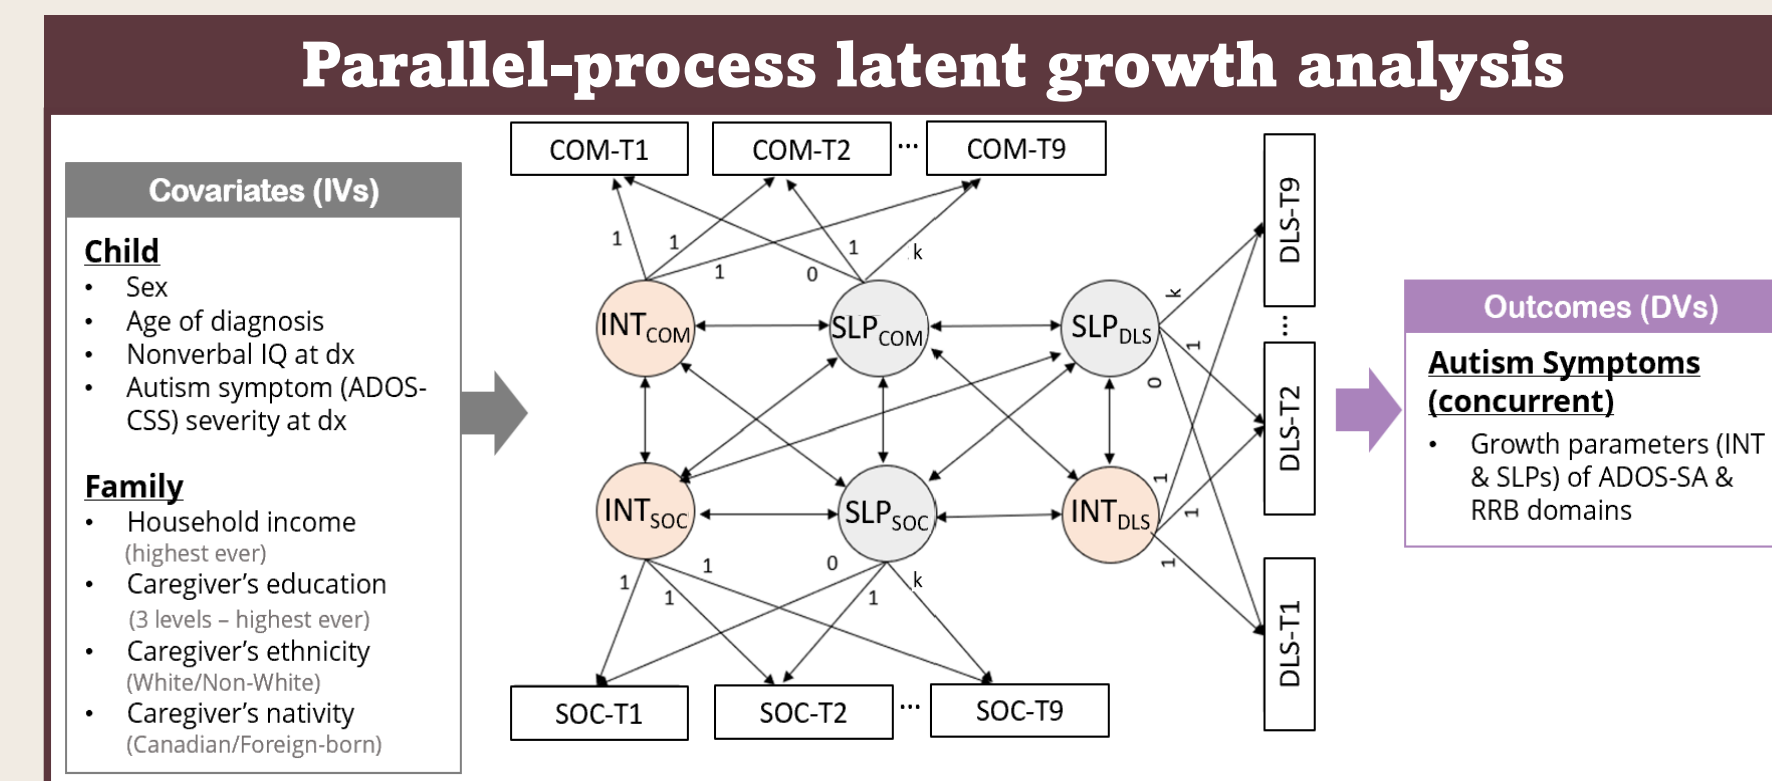 Parallel-process latent growth analysis
Covariates (IVs)
Child
• Sex
• Age of diagnosis
• Nonverbal IQ at dx
• Autism symptom (ADOS-
CSS) severity at dx
Family
• Household income
(highest ever)
• Caregiver’s education
(3 levels – highest ever)
• Caregiver’s ethnicity
(White/Non-White)
• Caregiver’s nativity
(Canadian/Foreign-born)
COM-T1 COM-T2 ... COM-T9
1 1 1 0 1 k
INTCOM SLPCOM SLPDLS
INTSOC SLPSOC INTDLS
1 1 1 0 1 k
SOC-T1 SOC-T2 ... SOC-T9
k 1 0
1 1 1
DLS-T9
...
DLS-T2
DLS-T1
Outcomes (DVs)
Autism Symptoms
(concurrent)
• Growth parameters (INT
& SLPs) of ADOS-SA &
RRB domains